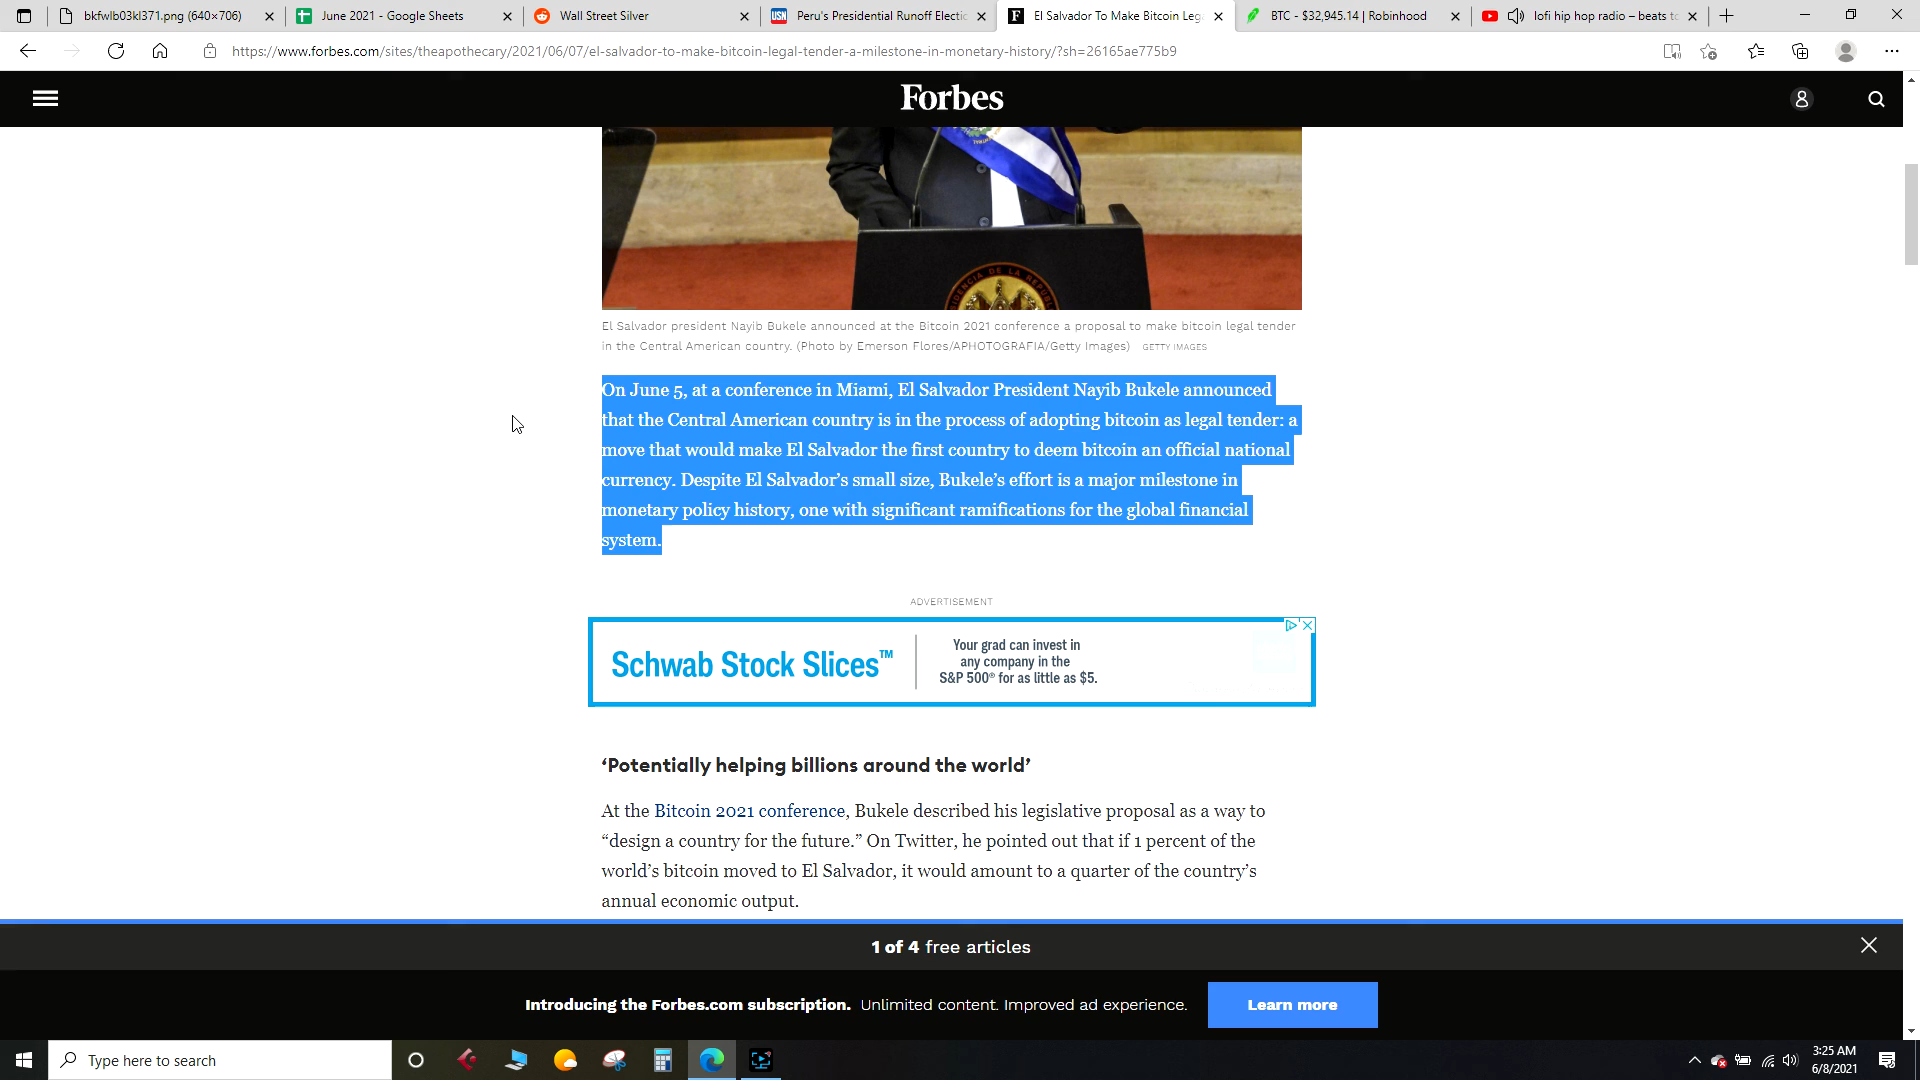 bkfwlb03kl371.png (640×706)
June 2021 - Google Sheets
Wall Street Silver
Peru's Presidential Runoff Electic
El Salvador To Make Bitcoin Leg
BTC - $32,945.14 | Robinhood
lofi hip hop radio – beats to
https://www.forbes.com/sites/theapothecary/2021/06/07/el-salvador-to-make-bitcoin-legal-tender-a-milestone-in-monetary-history/?sh=26165ae775b9
Forbes
El Salvador president Nayib Bukele announced at the Bitcoin 2021 conference a proposal to make bitcoin legal tender
in the Central American country. (Photo by Emerson Flores/APHOTOGRAFIA/Getty Images) GETTY IMAGES
On June 5, at a conference in Miami, El Salvador President Nayib Bukele announced
that the Central American country is in the process of adopting bitcoin as legal tender: a
move that would make El Salvador the first country to deem bitcoin an official national
currency. Despite El Salvador’s small size, Bukele’s effort is a major milestone in
monetary policy history, one with significant ramifications for the global financial
system.
ADVERTISEMENT
Schwab Stock Slices™
Your grad can invest in
any company in the
S&P 500® for as little as $5.
‘Potentially helping billions around the world’
At the Bitcoin 2021 conference, Bukele described his legislative proposal as a way to
“design a country for the future.” On Twitter, he pointed out that if 1 percent of the
world’s bitcoin moved to El Salvador, it would amount to a quarter of the country’s
annual economic output.
1 of 4 free articles
Introducing the Forbes.com subscription. Unlimited content. Improved ad experience.
Learn more
Type here to search
3:25 AM
6/8/2021